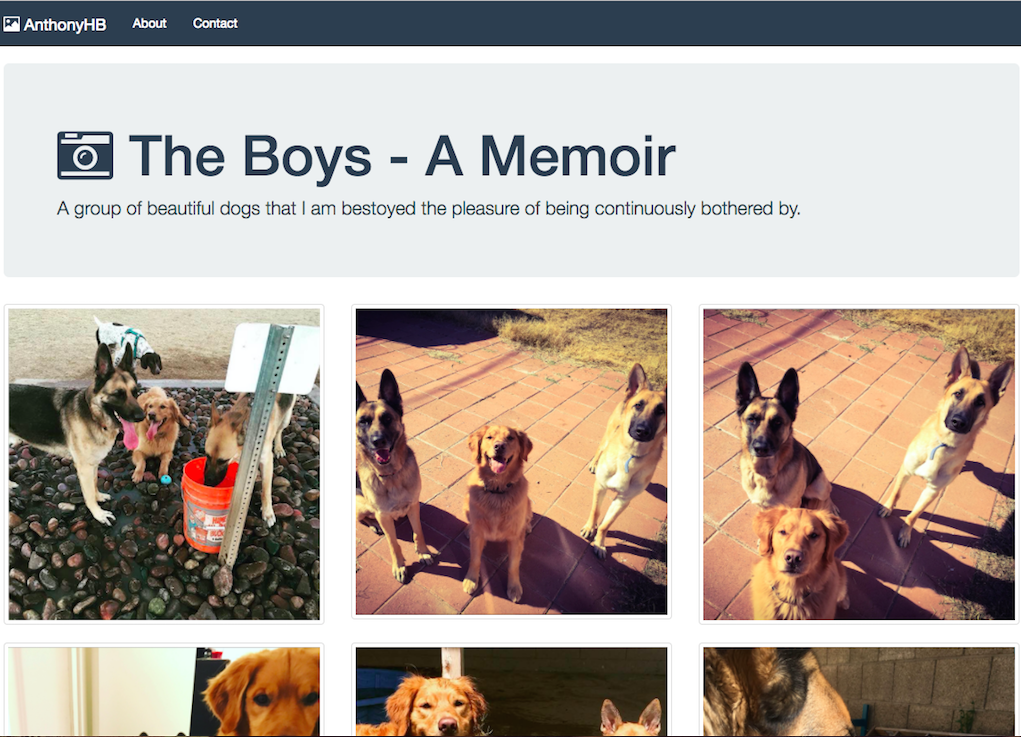 AnthonyHB About Contact
The Boys - A Memoir
A group of beautiful dogs that I am bestoyed the pleasure of being continuously bothered by.